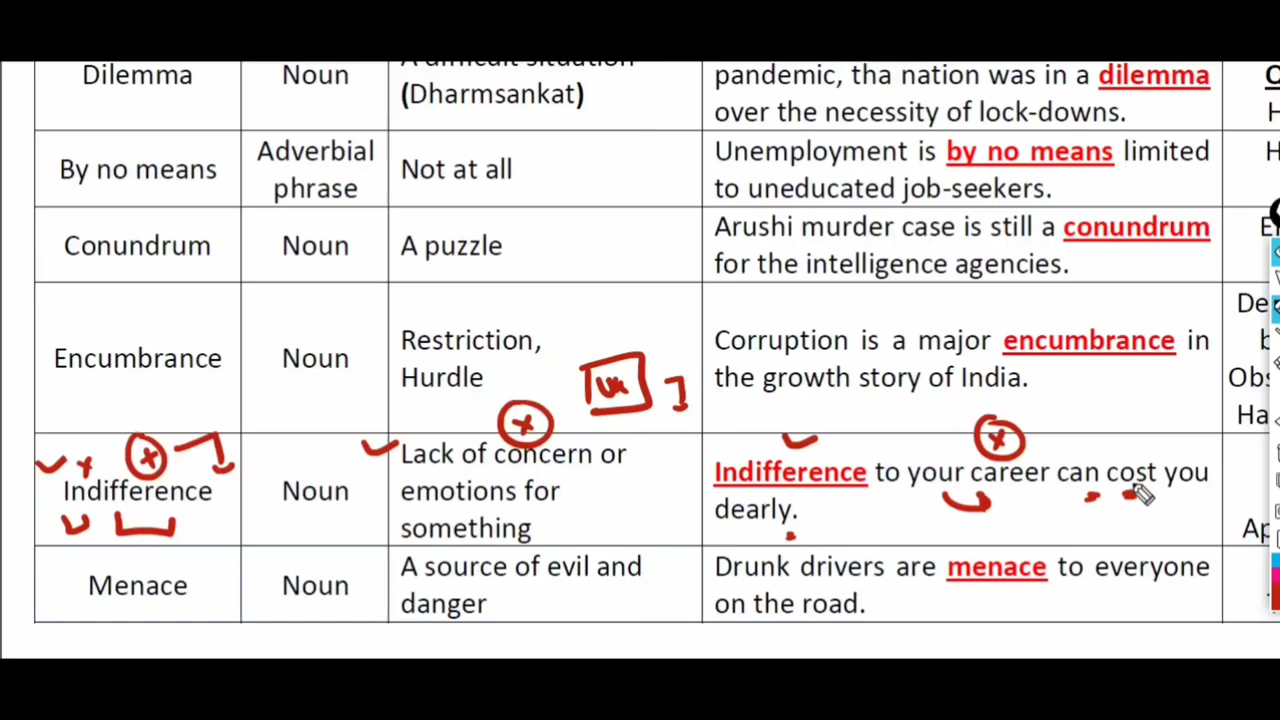 Dilemma
Noun
(Dharmsankat)
pandemic, tha nation was in a dilemma
over the necessity of lock-downs.
By no means
Adverbial
phrase
Not at all
Unemployment is by no means limited
to uneducated job-seekers.
Conundrum
Noun
A puzzle
Arushi murder case is still a conundrum
for the intelligence agencies.
Encumbrance
Noun
Restriction,
Hurdle
Corruption is a major encumbrance in
the growth story of India.
De
Obs
Ha
Indifference
Noun
Lack of concern or
emotions for
something
Indifference to your career can cost you
dearly.
Ap
Menace
Noun
A source of evil and
danger
Drunk drivers are menace to everyone
on the road.